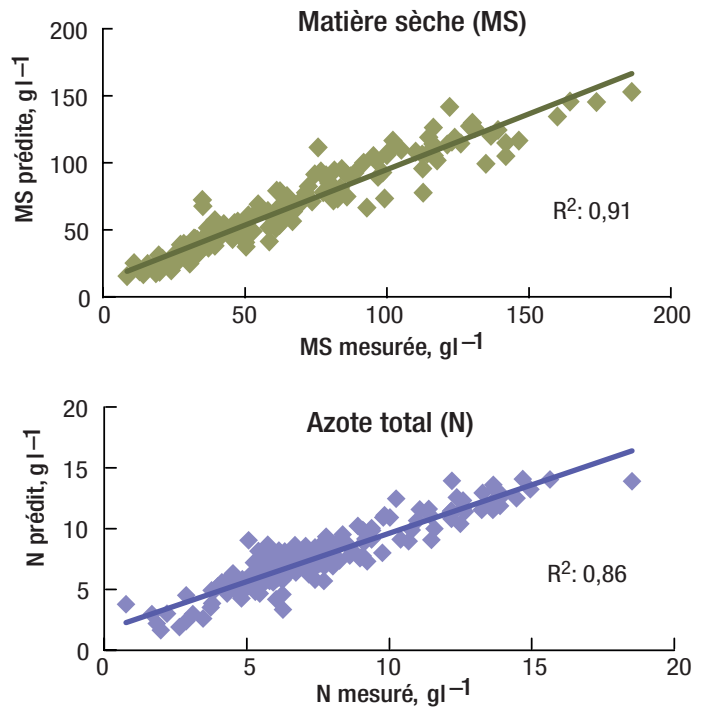 Matière sèche (MS)
200
150
100
50
0
MS prédite, g l⁻¹
R²: 0,91
0 50 100 150 200
MS mesurée, gl⁻¹
Azote total (N)
20
15
10
5
0
N prédit, g l⁻¹
R²: 0,86
0 5 10 15 20
N mesuré, gl⁻¹